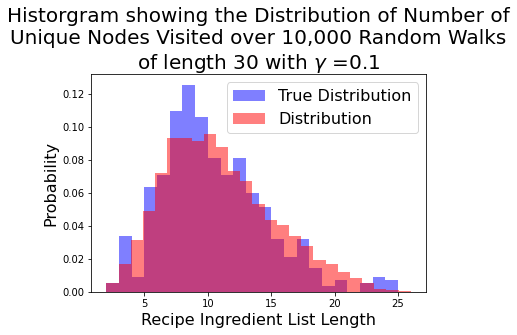 Historgram showing the Distribution of Number of
Unique Nodes Visited over 10,000 Random Walks
of length 30 with γ =0.1
True Distribution
Distribution
Probability
0.12
0.10
0.08
0.06
0.04
0.02
0.00
5
10
15
20
25
Recipe Ingredient List Length